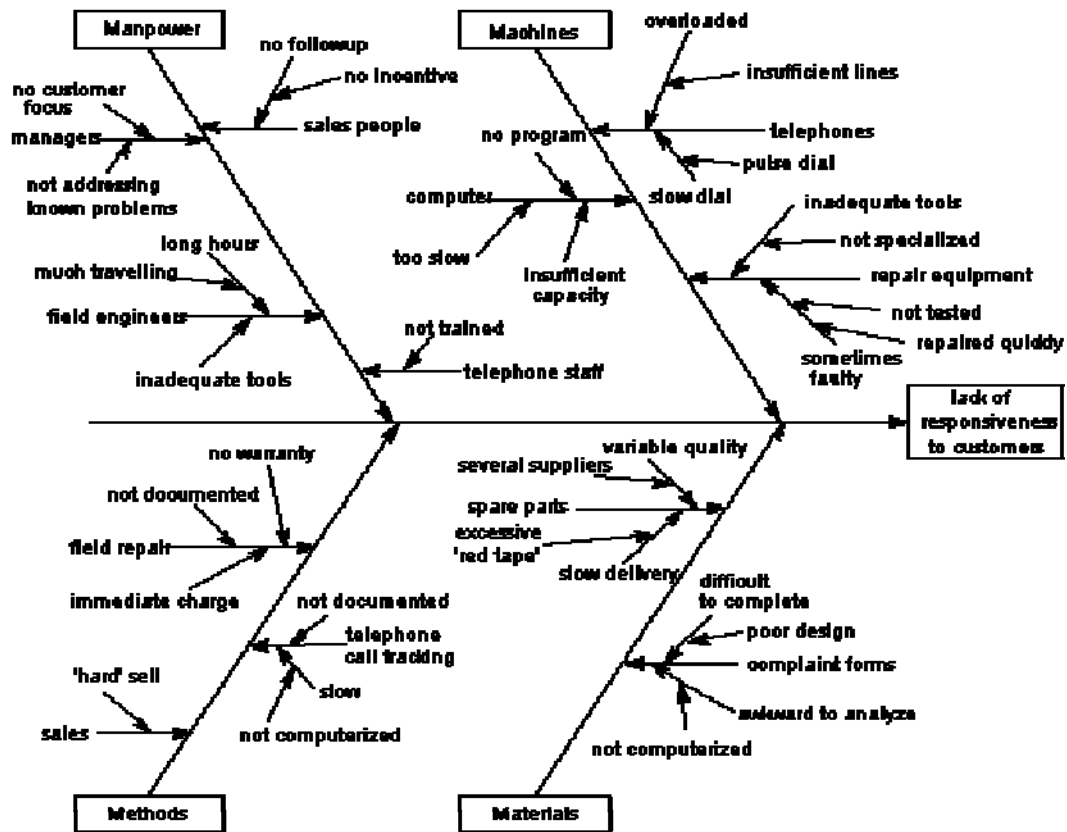 Manpower
Machines
overloaded
no followup
insufficient lines
no incentive
no customer
focus
sales people
telephones
managers
no program
pulse dial
not addressing
known problems
computer
slow dial
inadequate tools
long hours
not specialized
too slow
much travelling
insufficient
capacity
repair equipment
field engineers
not trained
not tested
repaired quickly
inadequate tools
telephone staff
sometimes
faulty
lack of
responsiveness
to customers
no warranty
variable quality
several suppliers
not documented
spare parts
excessive
'red tape'
field repair
slow delivery
difficult
to complete
immediate charge
not documented
poor design
telephone
call tracking
complaint forms
'hard' sell
slow
awkward to analyze
sales
not computerized
not computerized
Methods
Materials